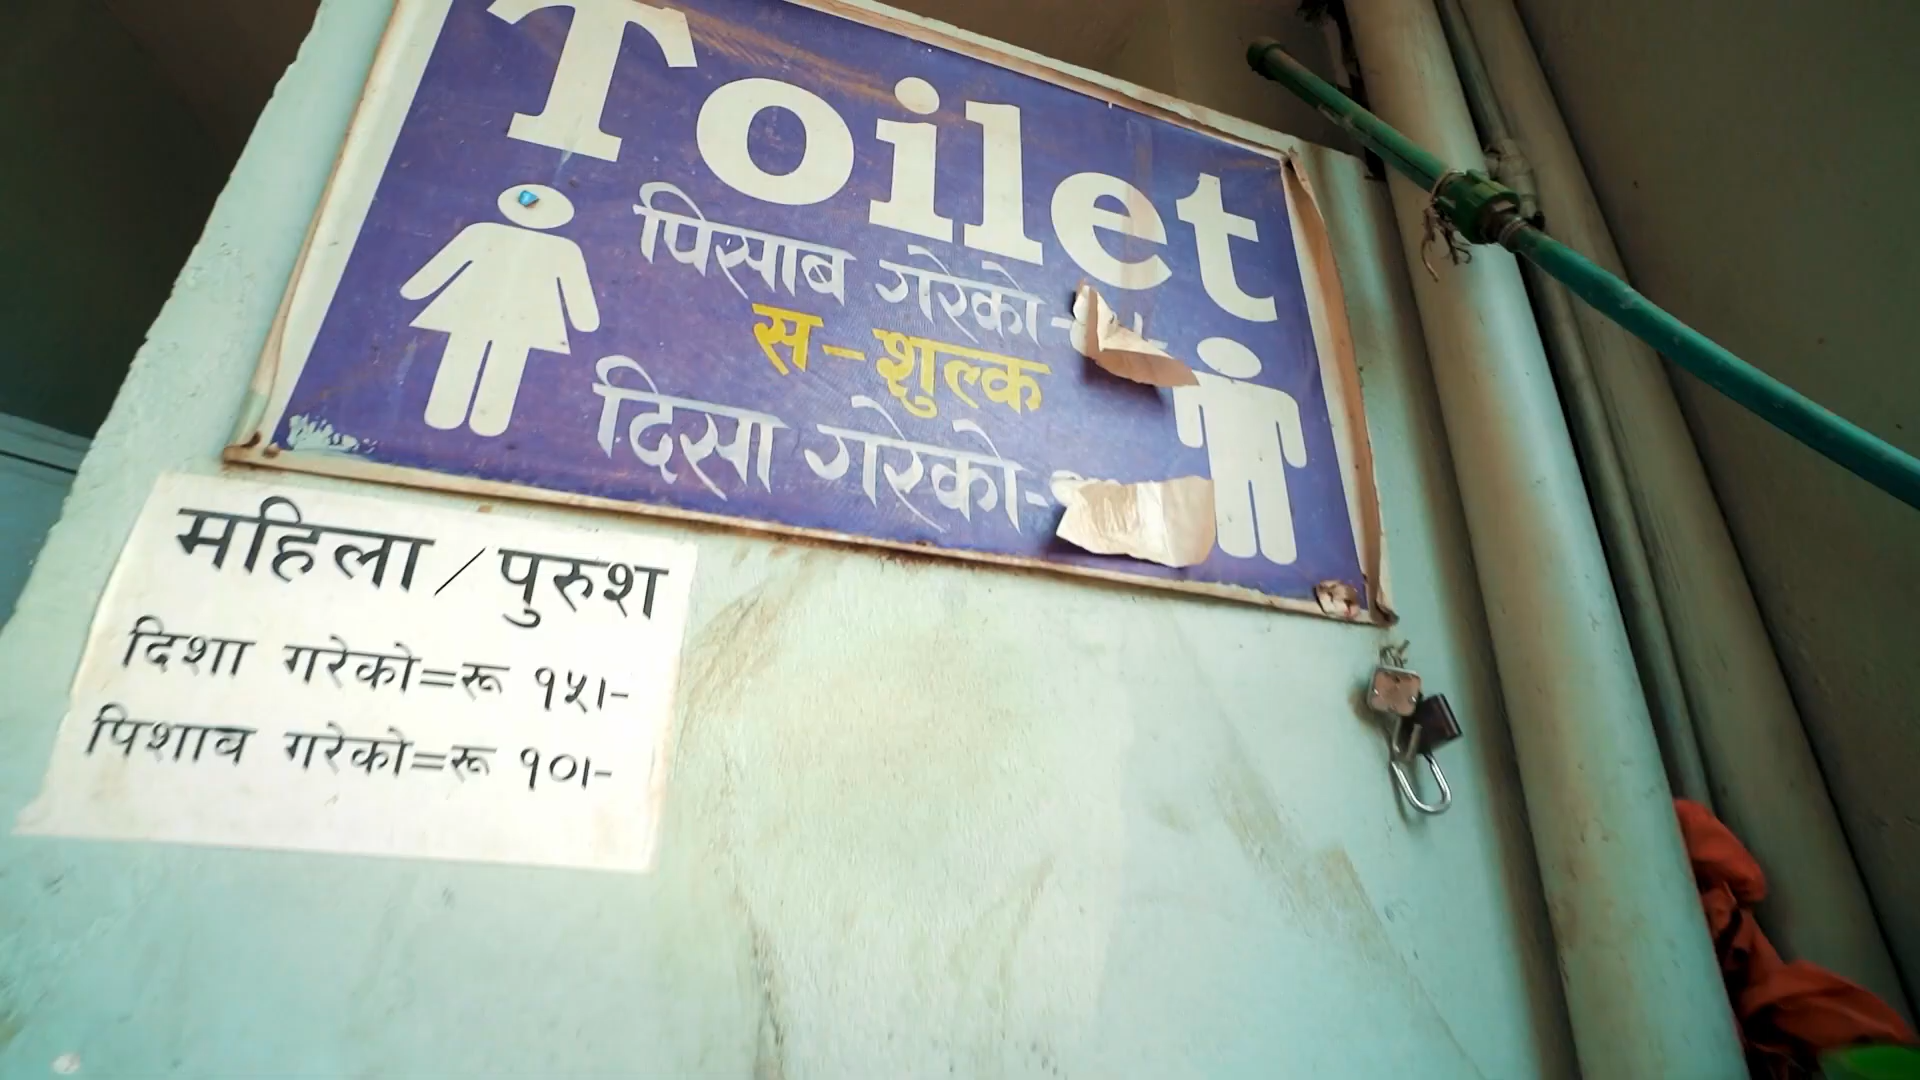 Toilet
पिसाब गरेको-
स-शुल्क
दिसा गरेको-
महिला/पुरुश
दिशा गरेको=रू १५।-
पिशाव गरेको=रू १०।-